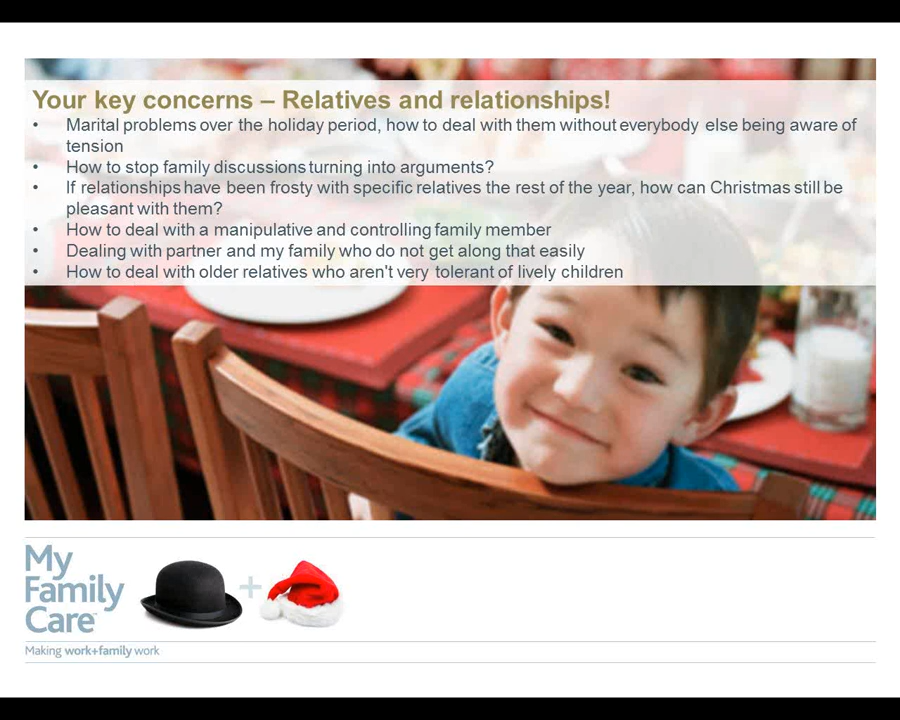 Your key concerns – Relatives and relationships!
• Marital problems over the holiday period, how to deal with them without everybody else being aware of
tension
• How to stop family discussions turning into arguments?
• If relationships have been frosty with specific relatives the rest of the year, how can Christmas still be
pleasant with them?
• How to deal with a manipulative and controlling family member
• Dealing with partner and my family who do not get along that easily
• How to deal with older relatives who aren't very tolerant of lively children
My
Family
Care™
+
Making work+family work